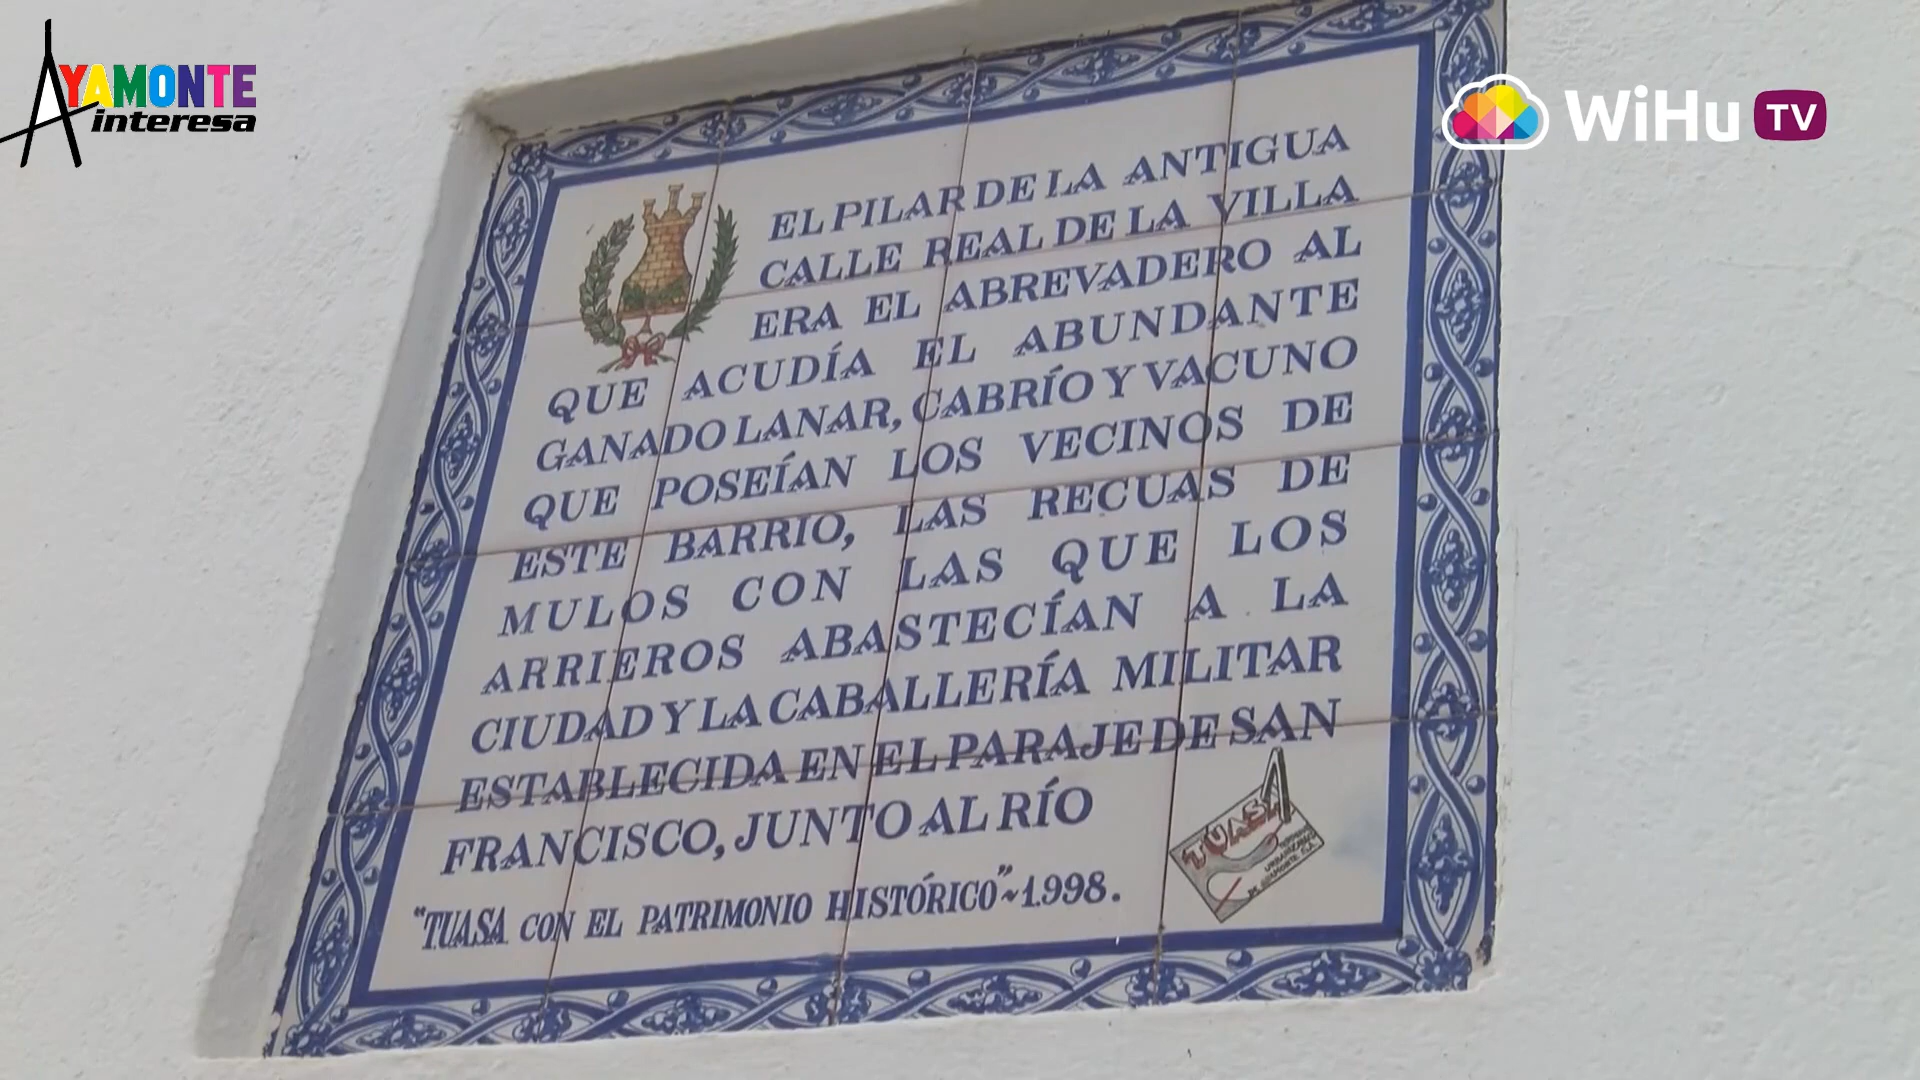 AYAMONTE
interesa
WiHu TV
EL PILAR DE LA ANTIGUA
CALLE REAL DE LA VILLA
ERA EL ABREVADERO AL
QUE ACUDÍA EL ABUNDANTE
GANADO LANAR, CABRÍO Y VACUNO
QUE POSEÍAN LOS VECINOS DE
ESTE BARRIO, LAS RECUAS DE
MULOS CON LAS QUE LOS
ARRIEROS ABASTECÍAN A LA
CIUDAD Y LA CABALLERÍA MILITAR
ESTABLECIDA EN EL PARAJE DE SAN
FRANCISCO, JUNTO AL RÍO
"TUASA CON EL PATRIMONIO HISTÓRICO"~1.998.
TUASA
DE AYAMONTE S.A.